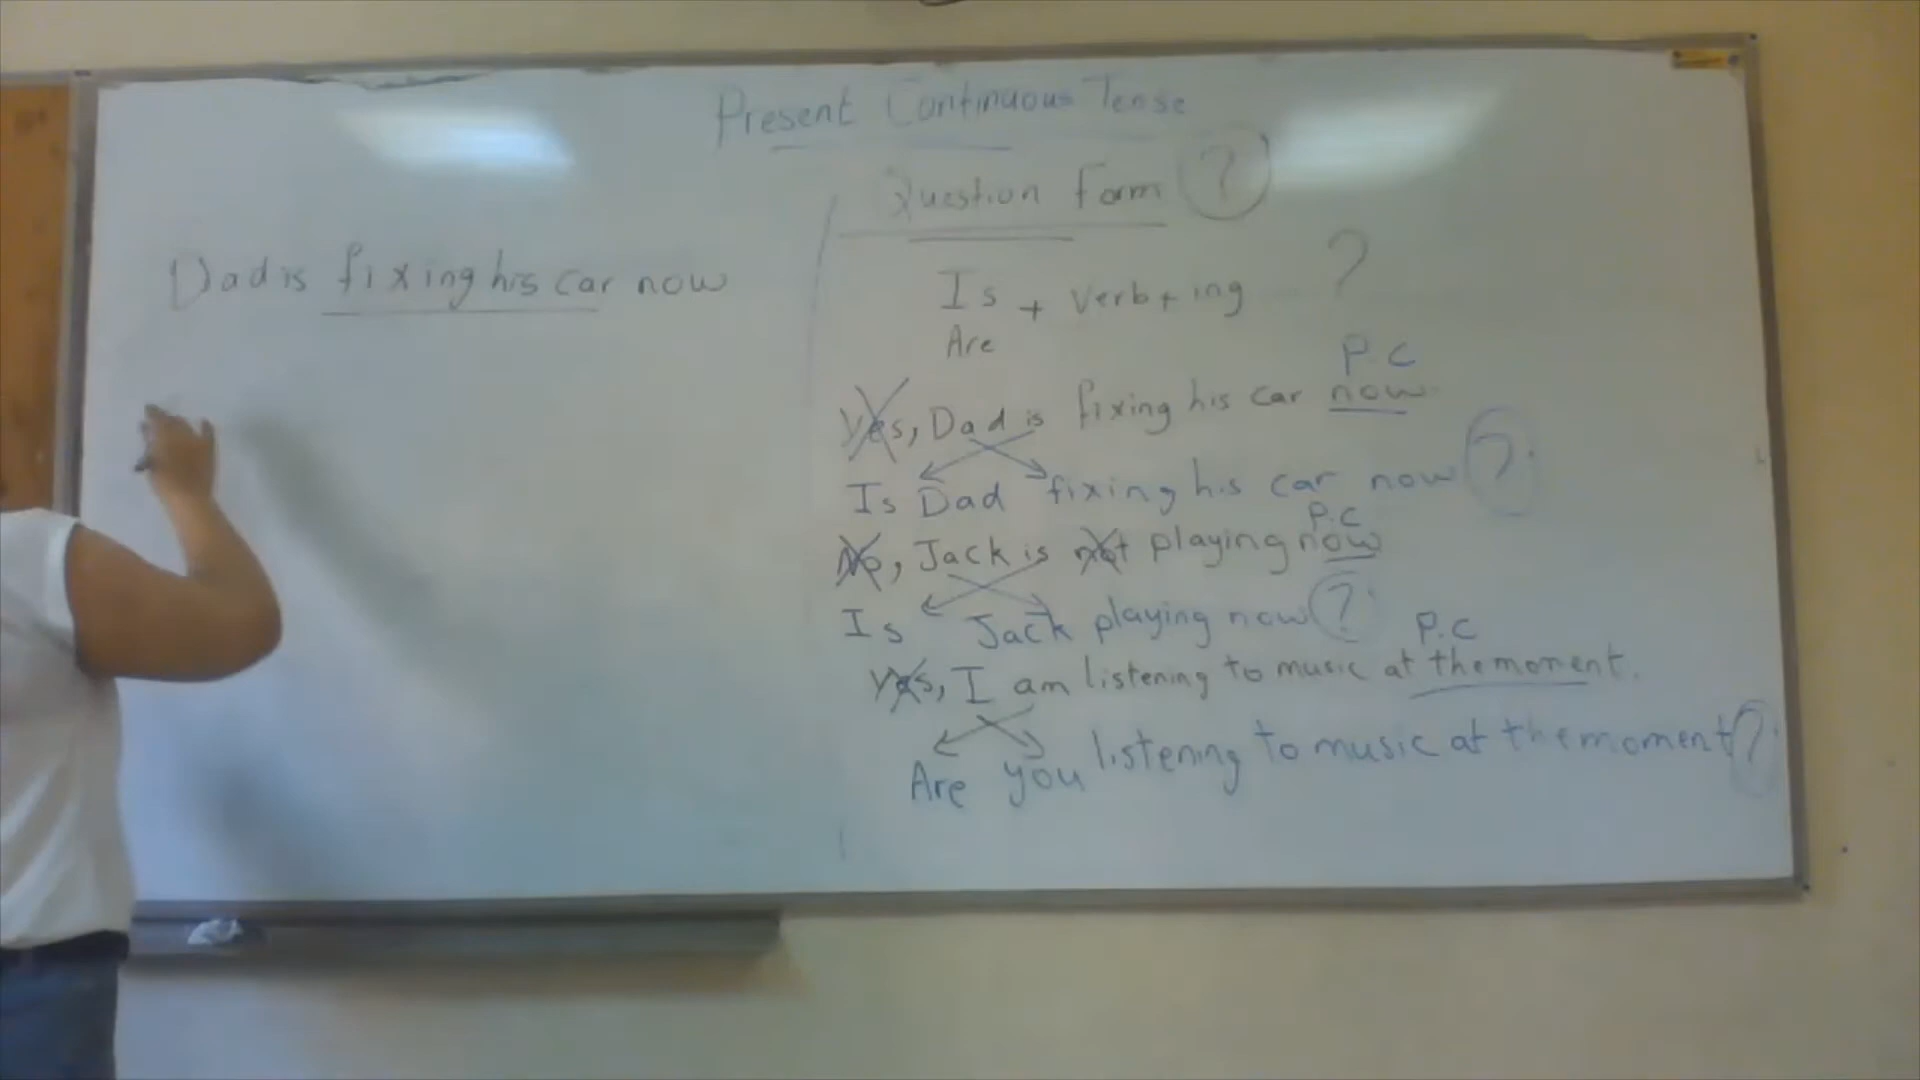 Present Continuous Tense
Question form ?
Dad is fixing his car now
Is + Verb + ing ?
Are
P.C
Yes, Dad is fixing his car now.
Is Dad fixing his car now?
P.C
No, Jack is not playing now
Is Jack playing now?
P.C
Yes, I am listening to music at the moment.
Are you listening to music at the moment?